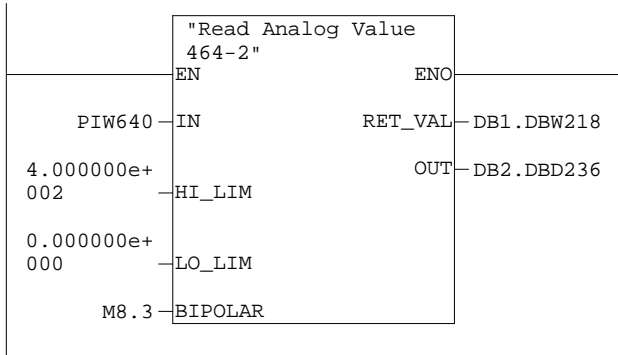 "Read Analog Value
464-2"
EN ENO
PIW640 IN RET_VAL DB1.DBW218
4.000000e+ OUT DB2.DBD236
002 HI_LIM
0.000000e+
000 LO_LIM
M8.3 BIPOLAR